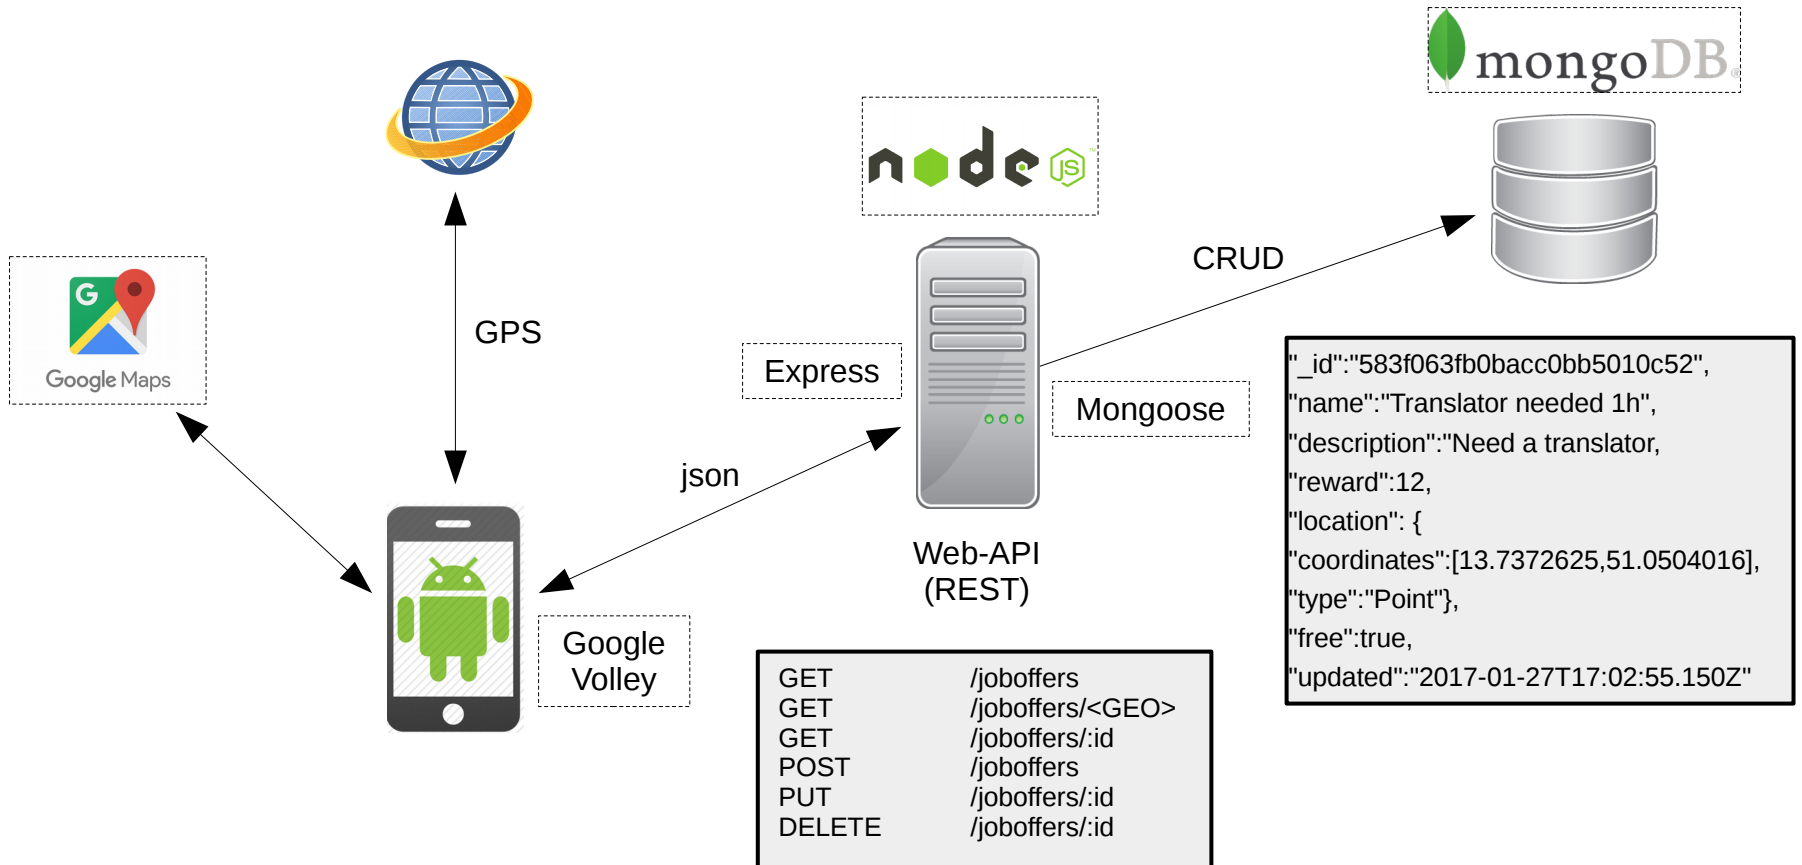 mongoDB®
node JS™
CRUD
G
Google Maps
GPS
Express
Mongoose
json
Web-API
(REST)
Google
Volley
GET /joboffers
GET /joboffers/<GEO>
GET /joboffers/:id
POST /joboffers
PUT /joboffers/:id
DELETE /joboffers/:id
"_id":"583f063fb0bacc0bb5010c52",
"name":"Translator needed 1h",
"description":"Need a translator,
"reward":12,
"location": {
"coordinates":[13.7372625,51.0504016],
"type":"Point"},
"free":true,
"updated":"2017-01-27T17:02:55.150Z"